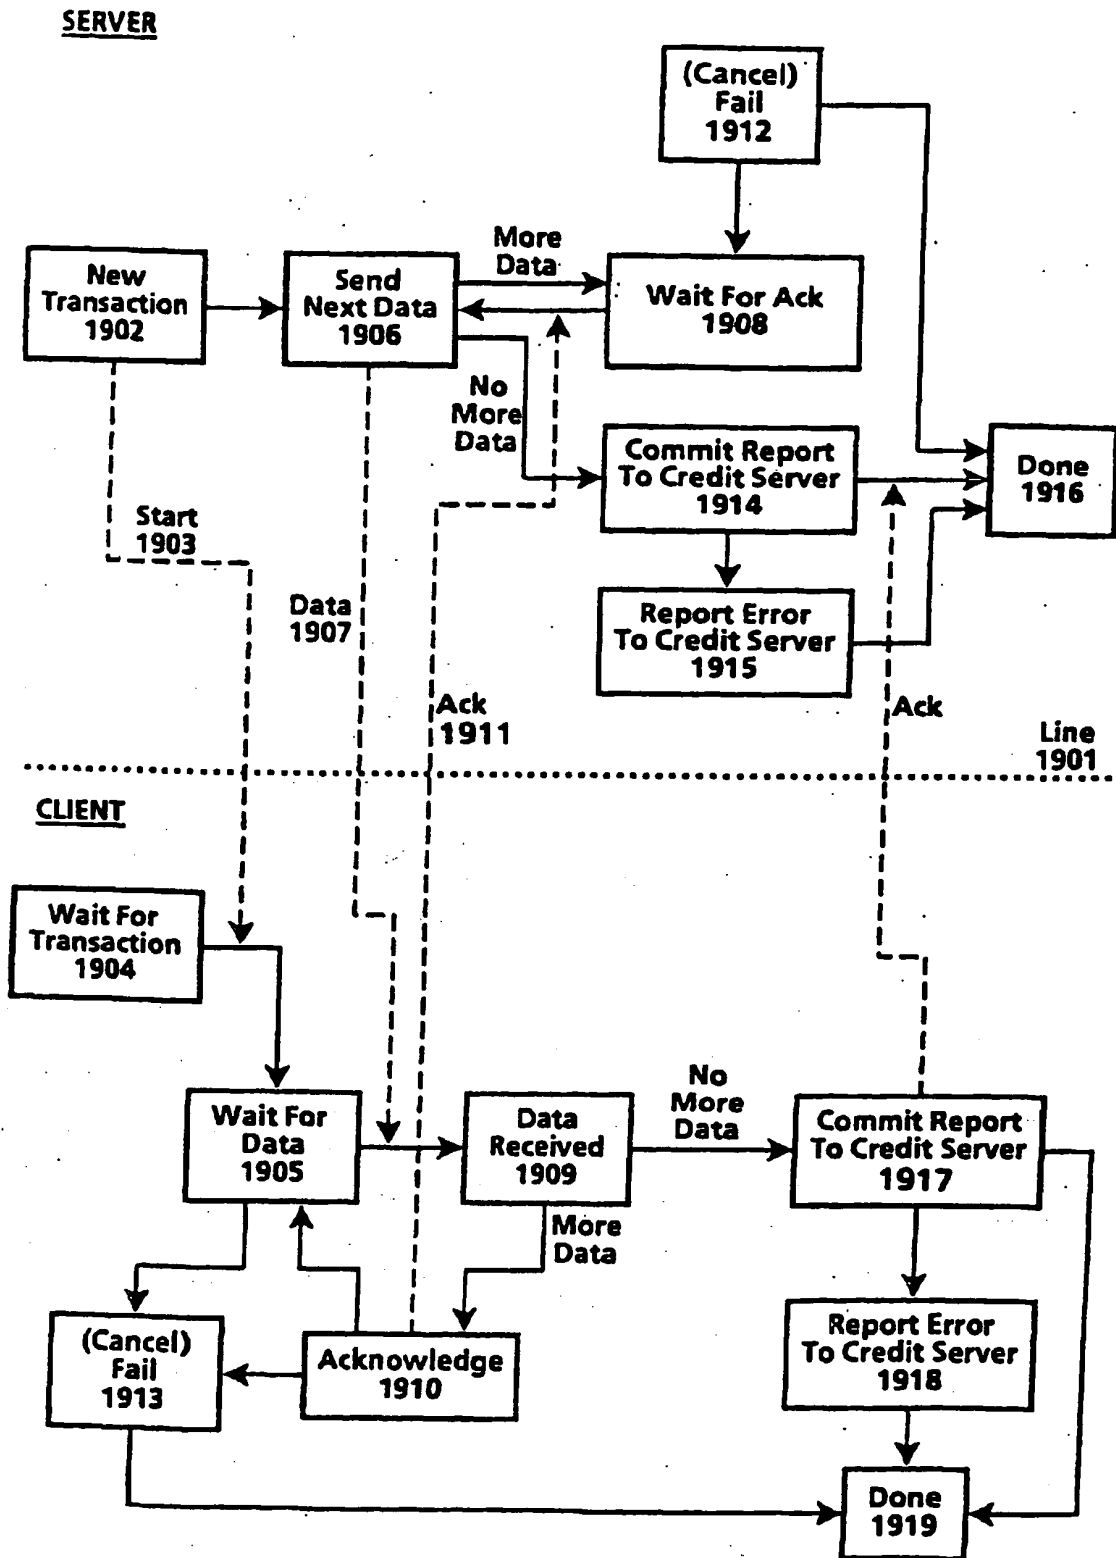 SERVER
(Cancel)
Fail
1912
New
Transaction
1902
Send
Next Data
1906
More
Data
Wait For Ack
1908
No
More
Data
Commit Report
To Credit Server
1914
Done
1916
Start
1903
Data
1907
Report Error
To Credit Server
1915
Ack
1911
Ack
Line
1901
CLIENT
Wait For
Transaction
1904
Wait For
Data
1905
Data
Received
1909
No
More
Data
Commit Report
To Credit Server
1917
More
Data
(Cancel)
Fail
1913
Acknowledge
1910
Report Error
To Credit Server
1918
Done
1919